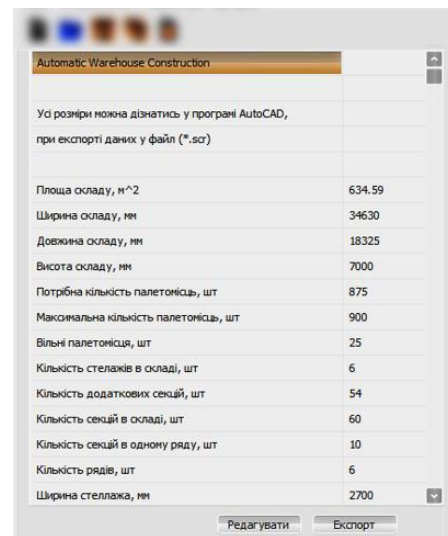 Automatic Warehouse Construction
Усі розміри можна дізнатись у програмі AutoCAD,
при експорті даних у файл (*.scr)
Площа складу, м^2 634.59
Ширина складу, мм 34630
Довжина складу, мм 18325
Висота складу, мм 7000
Потрібна кількість палетомісць, шт 875
Максимальна кількість палетомісць, шт 900
Вільні палетомісця, шт 25
Кількість стелажів в складі, шт 6
Кількість додаткових секцій, шт 54
Кількість секцій в складі, шт 60
Кількість секцій в одному ряду, шт 10
Кількість рядів, шт 6
Ширина стеллажа, мм 2700
Редагувати Експорт